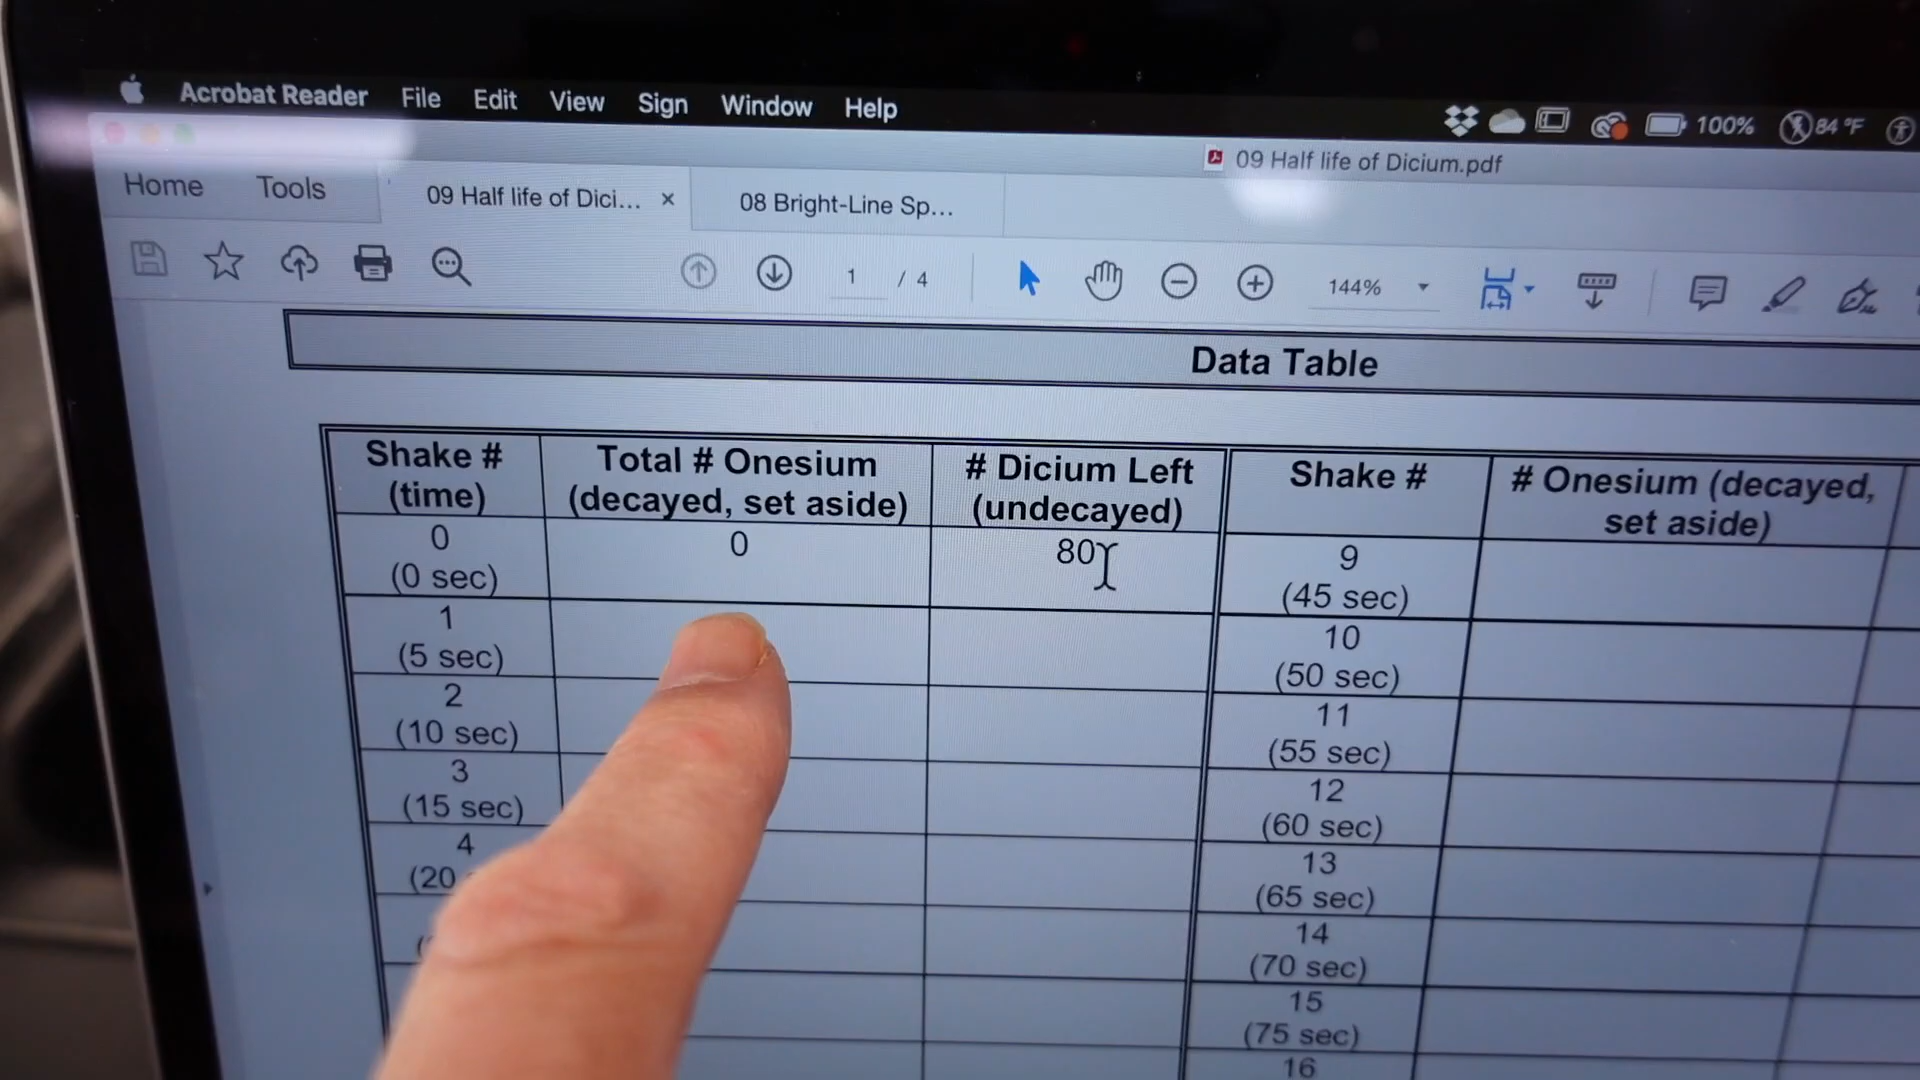 Acrobat Reader File Edit View Sign Window Help 100% 84 °F
09 Half life of Dicium.pdf
Home Tools 09 Half life of Dici... × 08 Bright-Line Sp...
1 / 4 144%
Data Table
Shake #
(time)
Total # Onesium
(decayed, set aside)
# Dicium Left
(undecayed)
Shake #
# Onesium (decayed,
set aside)
0
(0 sec)
0
80
9
(45 sec)
1
(5 sec)
10
(50 sec)
2
(10 sec)
11
(55 sec)
3
(15 sec)
12
(60 sec)
4
(20
13
(65 sec)
14
(70 sec)
15
(75 sec)
16